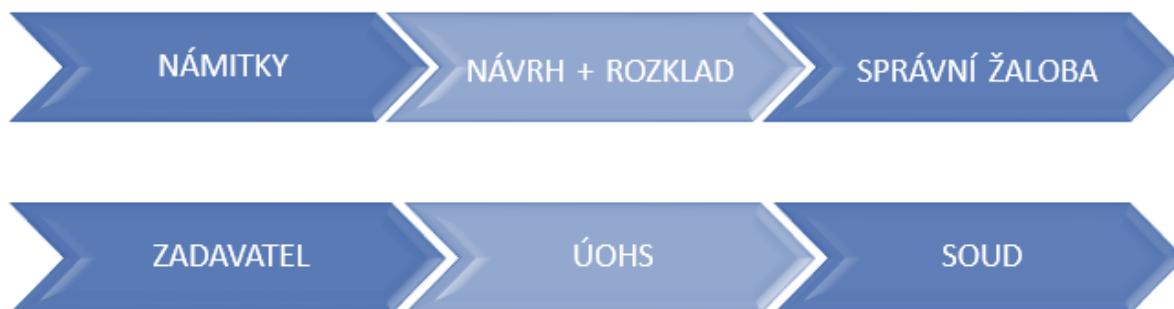 NÁMITKY
NÁVRH + ROZKLAD
SPRÁVNÍ ŽALOBA
ZADAVATEL
ÚOHS
SOUD